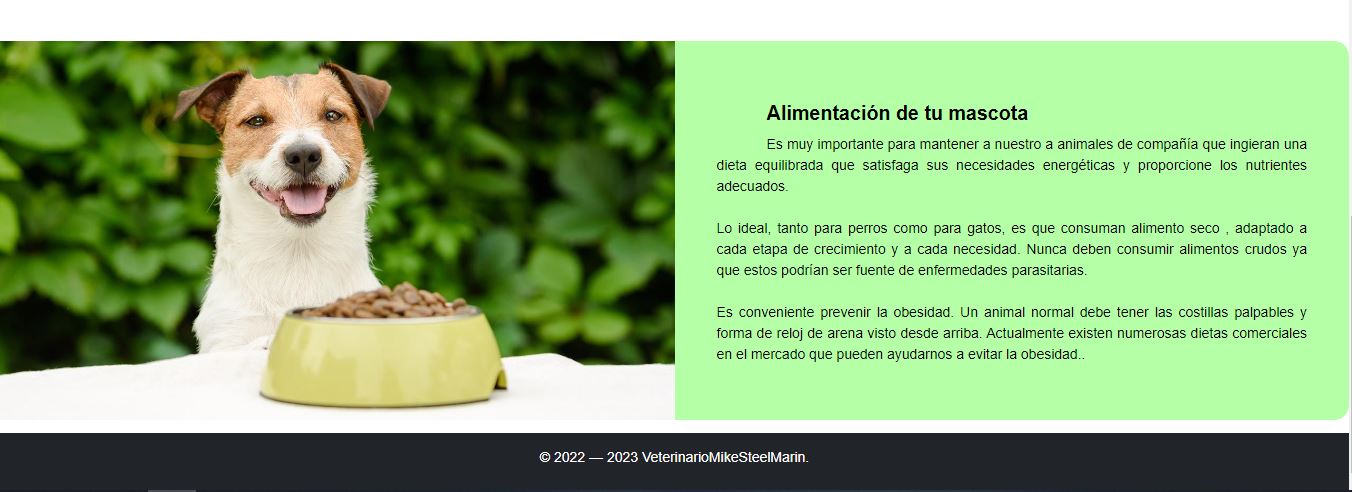 Alimentación de tu mascota
Es muy importante para mantener a nuestro a animales de compañía que ingieran una
dieta equilibrada que satisfaga sus necesidades energéticas y proporcione los nutrientes
adecuados.
Lo ideal, tanto para perros como para gatos, es que consuman alimento seco , adaptado a
cada etapa de crecimiento y a cada necesidad. Nunca deben consumir alimentos crudos ya
que estos podrían ser fuente de enfermedades parasitarias.
Es conveniente prevenir la obesidad. Un animal normal debe tener las costillas palpables y
forma de reloj de arena visto desde arriba. Actualmente existen numerosas dietas comerciales
en el mercado que pueden ayudarnos a evitar la obesidad..
© 2022 — 2023 VeterinarioMikeSteelMarin.